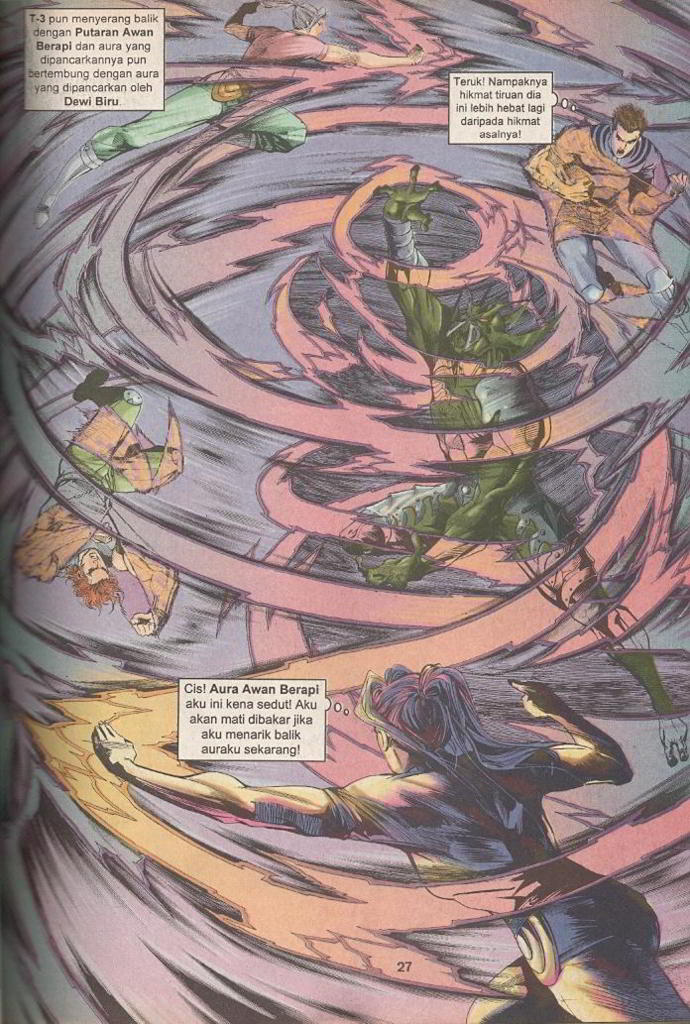 T-3 pun menyerang balik
dengan Putaran Awan
Berapi dan aura yang
dipancarkannya pun
bertembung dengan aura
yang dipancarkan oleh
Dewi Biru.
Teruk! Nampaknya
hikmat tiruan dia
ini lebih hebat lagi
daripada hikmat
asalnya!
Cis! Aura Awan Berapi
aku ini kena sedut! Aku
akan mati dibakar jika
aku menarik balik
auraku sekarang!
27